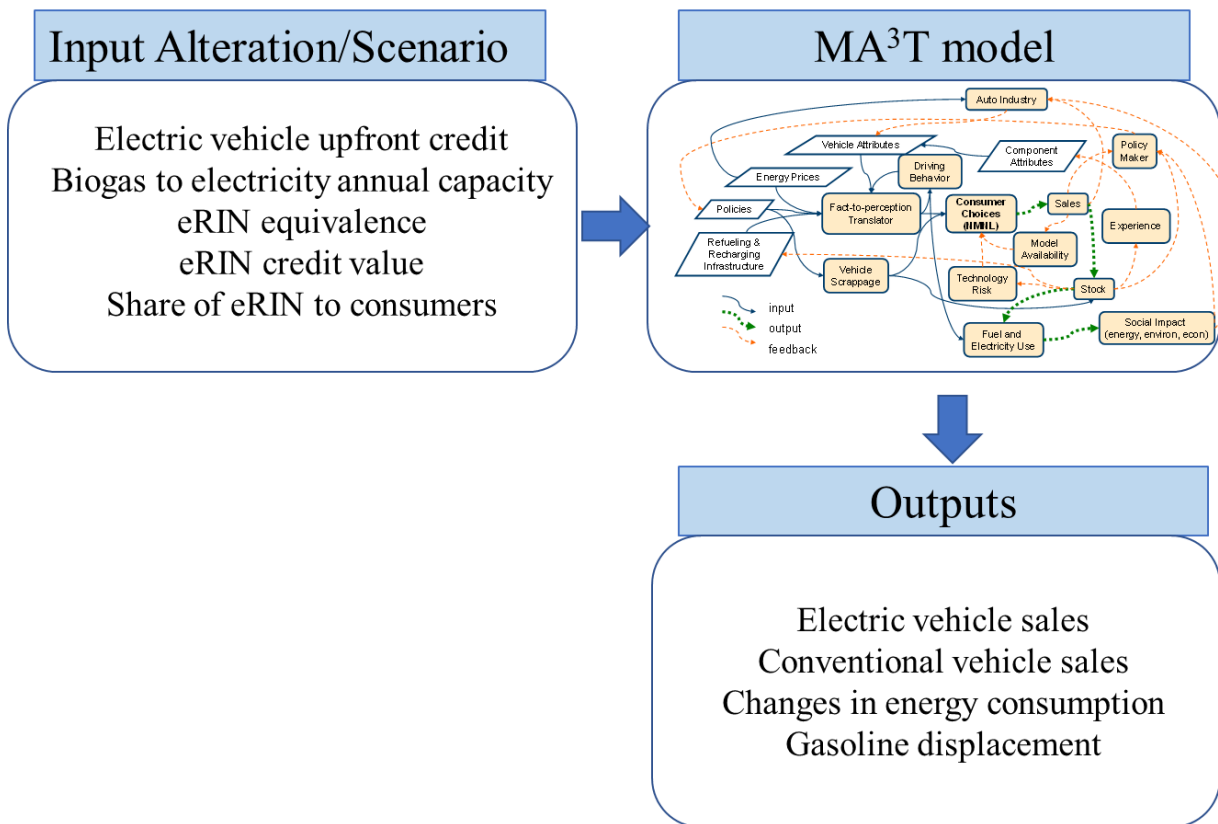 Input Alteration/Scenario
Electric vehicle upfront credit
Biogas to electricity annual capacity
eRIN equivalence
eRIN credit value
Share of eRIN to consumers
MA³T model
Auto Industry
Vehicle Attributes
Component
Attributes
Policy
Maker
Driving
Behavior
Energy Prices
Policies
Fact-to-perception
Translator
Consumer
Choices
(NMNL)
Sales
Experience
Refueling &
Recharging
Infrastructure
Model
Availability
Vehicle
Scrappage
Technology
Risk
Stock
input
output
feedback
Fuel and
Electricity Use
Social Impact
(energy, environ, econ)
Outputs
Electric vehicle sales
Conventional vehicle sales
Changes in energy consumption
Gasoline displacement